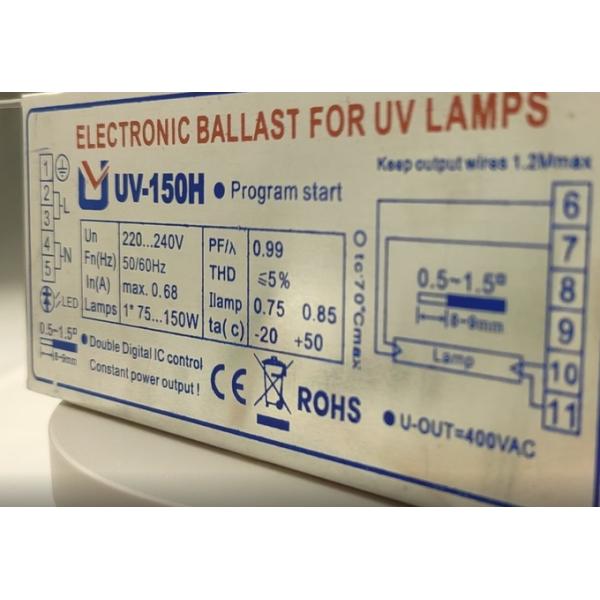 ELECTRONIC BALLAST FOR UV LAMPS
Keep output wires 1.2Mmax
UV-150H ● Program start
1
2
3
4
5
L
N
LED
0.5~1.5□
8-9mm
Un 220...240V
Fn(Hz) 50/60Hz
In(A) max. 0.68
Lamps 1* 75...150W
PF/λ 0.99
THD ≤5%
Ilamp 0.75 0.85
ta( c) -20 +50
tc:70°Cmax
● Double Digital IC control
Constant power output !
CE
ROHS
● U-OUT=400VAC
0.5~1.5□
8-9mm
Lamp
6
7
8
9
10
11